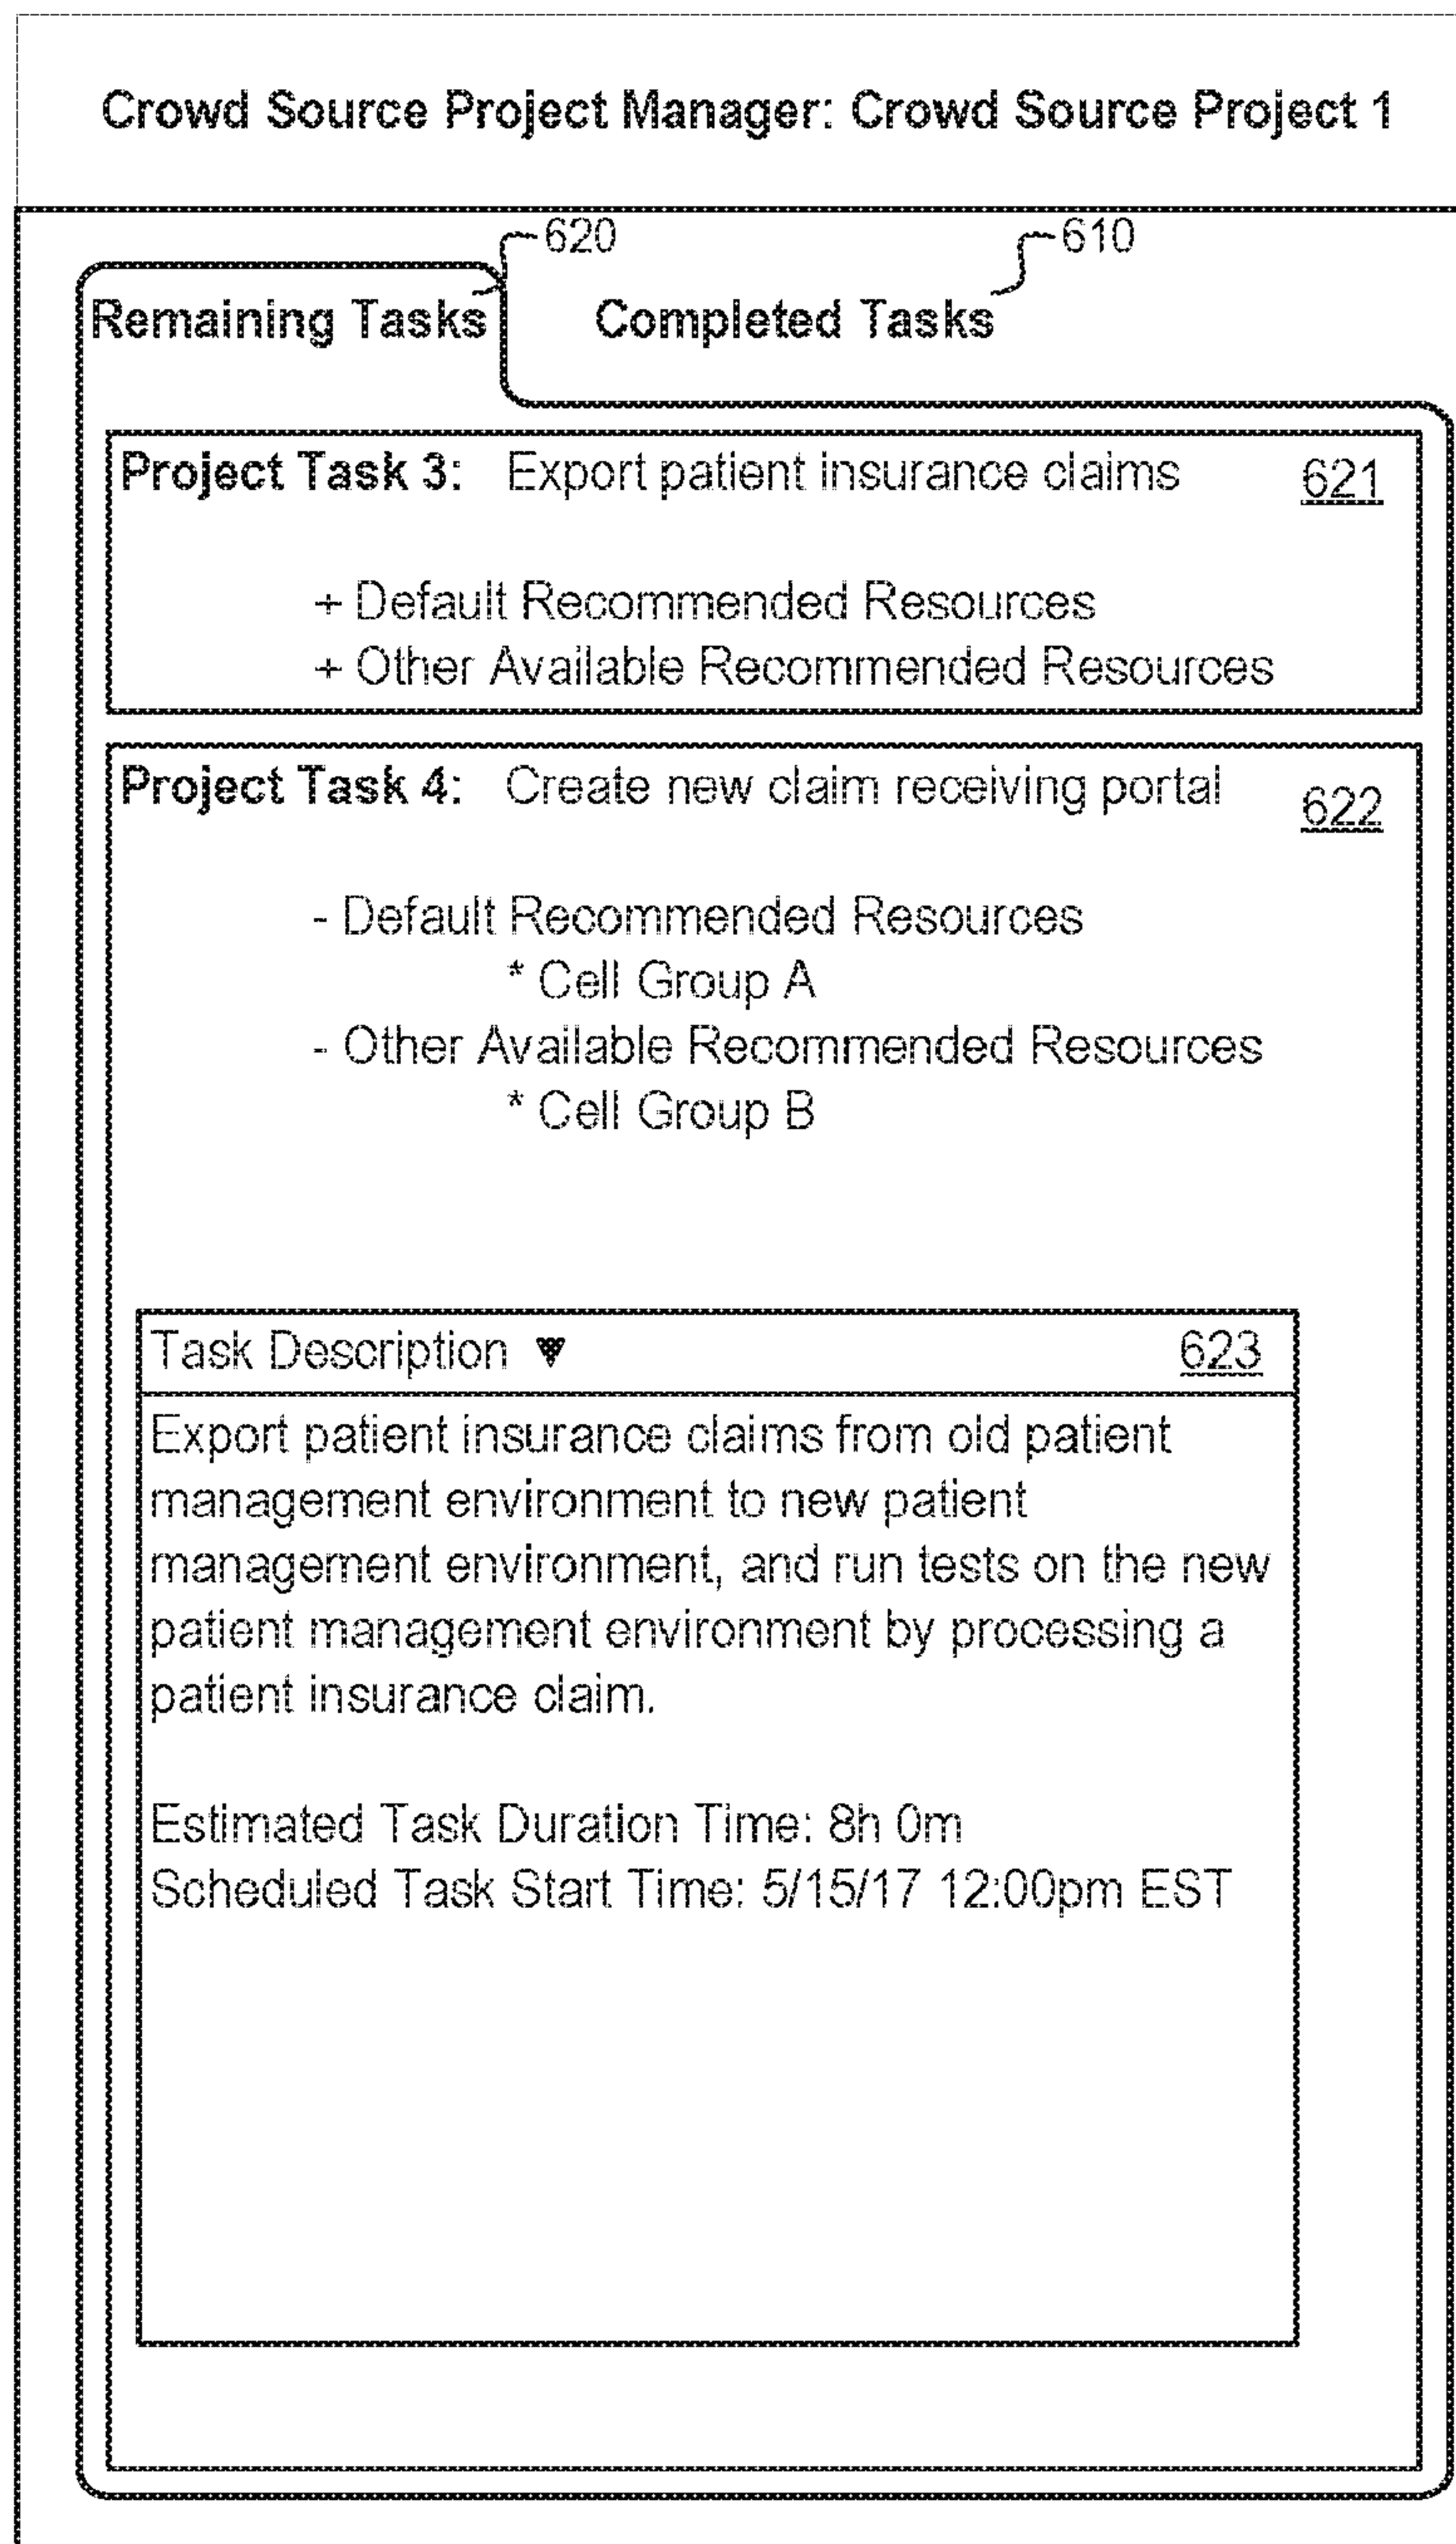 Crowd Source Project Manager: Crowd Source Project 1
620 610
Remaining Tasks Completed Tasks
Project Task 3: Export patient insurance claims 621
+ Default Recommended Resources
+ Other Available Recommended Resources
Project Task 4: Create new claim receiving portal 622
- Default Recommended Resources
* Cell Group A
- Other Available Recommended Resources
* Cell Group B
Task Description ▼ 623
Export patient insurance claims from old patient
management environment to new patient
management environment, and run tests on the new
patient management environment by processing a
patient insurance claim.
Estimated Task Duration Time: 8h 0m
Scheduled Task Start Time: 5/15/17 12:00pm EST